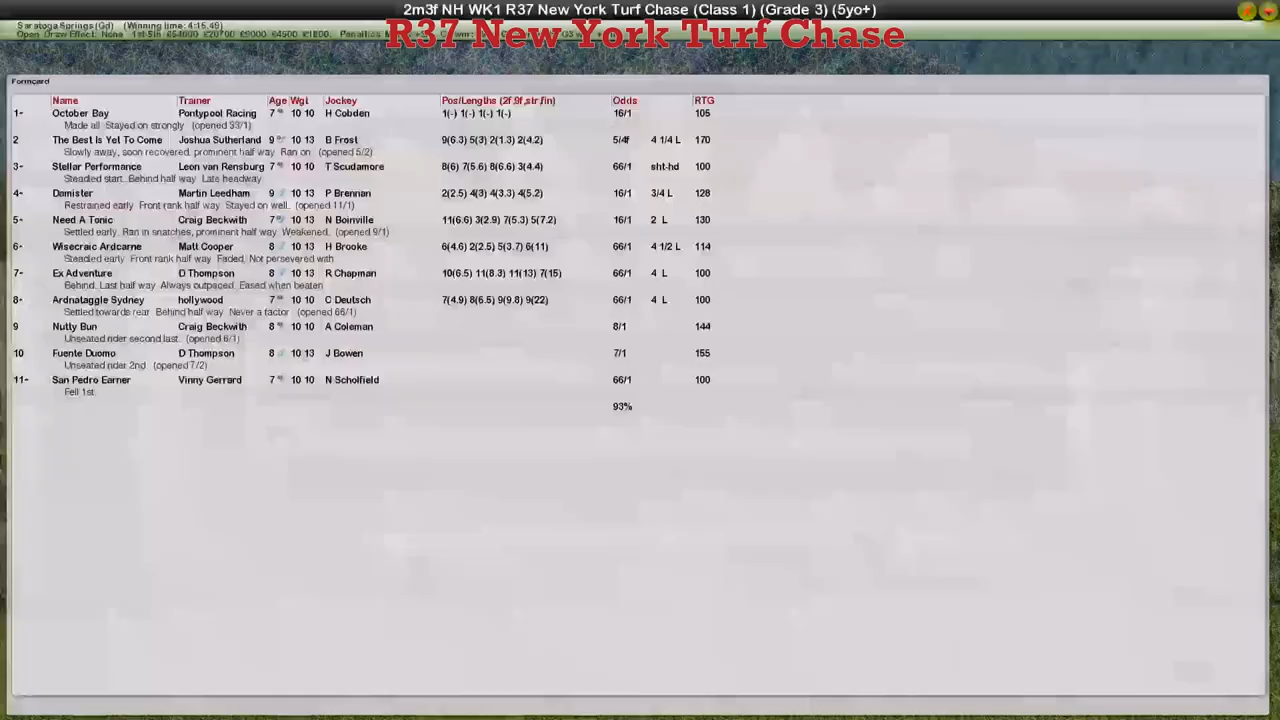 2m3f NH WK1 R37 New York Turf Chase (Class 1) (Grade 3) (5yo+)
Saratoga Springs (Gd) (Winning time: 4:15.49)
Open Draw Effect: None 1st-5th £54000 £20700 £9000 £4500 £1800. Penalties
R37 New York Turf Chase
Formcard
Name Trainer Age Wgt Jockey Pos/Lengths (2f,9f,str,fin) Odds RTG
1- October Bay Pontypool Racing 7 10 10 H Cobden 1(-) 1(-) 1(-) 1(-) 16/1 105
Made all Stayed on strongly (opened 33/1)
2 The Best Is Yet To Come Joshua Sutherland 9 10 13 B Frost 9(6.3) 5(3) 2(1.3) 2(4.2) 5/4f 4 1/4 L 170
Slowly away, soon recovered, prominent half way Ran on (opened 5/2)
3- Stellar Performance Leon van Rensburg 7 10 10 T Scudamore 8(6) 7(5.6) 8(6.6) 3(4.4) 66/1 sht-hd 100
Steadied start. Behind half way Late headway
4- Damister Martin Leedham 9 10 13 P Brennan 2(2.5) 4(3) 4(3.3) 4(5.2) 16/1 3/4 L 128
Restrained early Front rank half way Stayed on well. (opened 11/1)
5- Need A Tonic Craig Beckwith 7 10 13 N Boinville 11(6.6) 3(2.9) 7(5.3) 5(7.2) 16/1 2 L 130
Settled early. Ran in snatches, prominent half way Weakened. (opened 9/1)
6- Wisecraic Ardcarne Matt Cooper 8 10 13 H Brooke 6(4.6) 2(2.5) 5(3.7) 6(11) 66/1 4 1/2 L 114
Steadied early Front rank half way Faded, Not persevered with
7- Ex Adventure D Thompson 8 10 13 R Chapman 10(6.5) 11(8.3) 11(13) 7(15) 66/1 4 L 100
Behind. Last half way Always outpaced. Eased when beaten
8- Ardnataggle Sydney hollywood 7 10 10 C Deutsch 7(4.9) 8(6.5) 9(9.8) 9(22) 66/1 4 L 100
Settled towards rear Behind half way Never a factor (opened 66/1)
9 Nutty Bun Craig Beckwith 8 10 10 A Coleman 8/1 144
Unseated rider second last. (opened 6/1)
10 Fuente Duomo D Thompson 8 10 13 J Bowen 7/1 155
Unseated rider 2nd (opened 7/2)
11- San Pedro Earner Vinny Gerrard 7 10 10 N Scholfield 66/1 100
Fell 1st.
93%